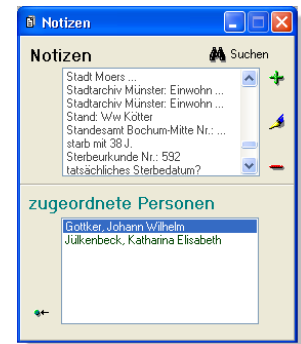 Notizen
Notizen
Suchen
Stadt Moers ...
Stadtarchiv Münster: Einwohn ...
Stadtarchiv Münster: Einwohn ...
Stand: Ww Kötter
Standesamt Bochum-Mitte Nr.: ...
starb mit 38 J.
Sterbeurkunde Nr.: 592
tatsächliches Sterbedatum?
zugeordnete Personen
Gottker, Johann Wilhelm
Jülkenbeck, Katharina Elisabeth